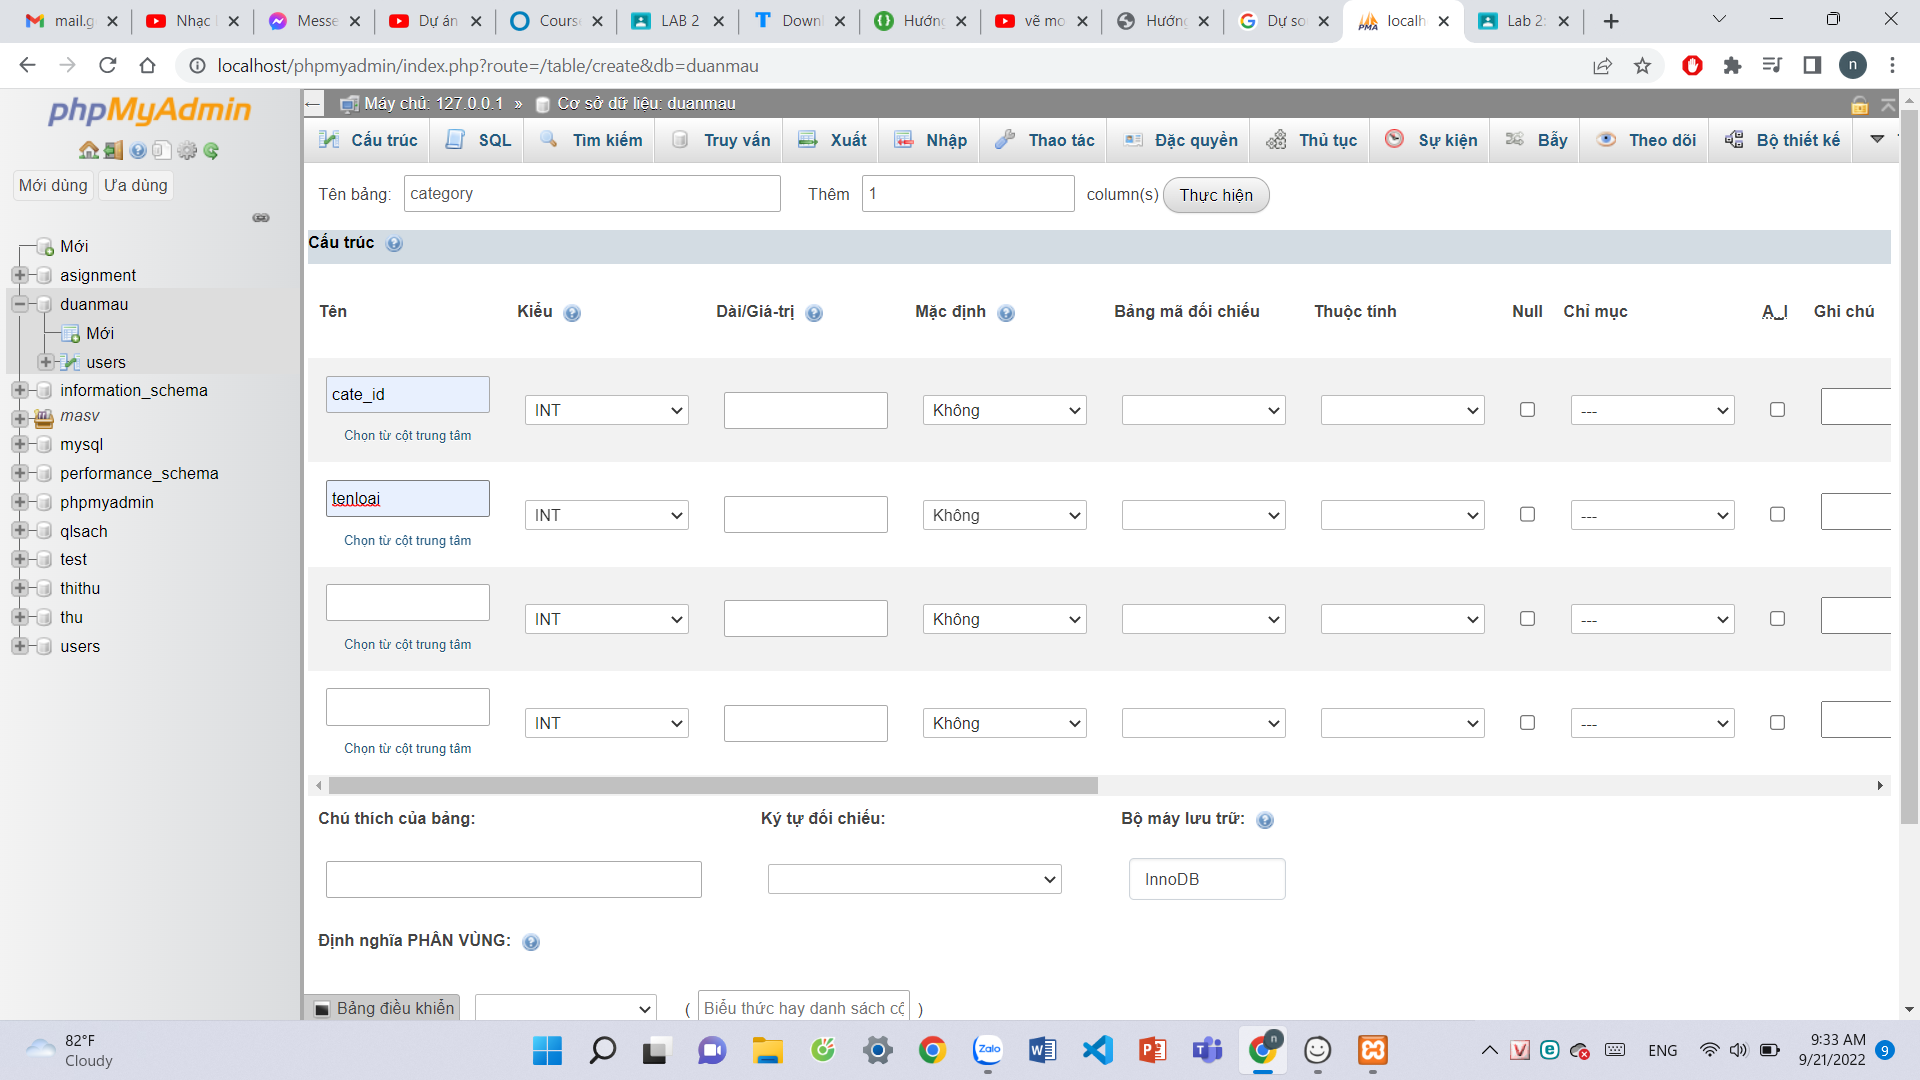 mail.g
Nhạc
Messe
Dự án
Course
LAB 2
Downl
Hướng
vẽ mo
Hướng
Dự so
localh
Lab 2:
localhost/phpmyadmin/index.php?route=/table/create&db=duanmau
n
phpMyAdmin
Mới dùng
Ưa dùng
Mới
asignment
duanmau
Mới
users
information_schema
masv
mysql
performance_schema
phpmyadmin
qlsach
test
thithu
thu
users
Máy chủ: 127.0.0.1 » Cơ sở dữ liệu: duanmau
Cấu trúc SQL Tìm kiếm Truy vấn Xuất Nhập Thao tác Đặc quyền Thủ tục Sự kiện Bẫy Theo dõi Bộ thiết kế
Tên bảng: category Thêm 1 column(s) Thực hiện
Cấu trúc
Tên Kiểu Dài/Giá-trị Mặc định Bảng mã đối chiếu Thuộc tính Null Chỉ mục A_I Ghi chú
cate_id INT Không ---
Chọn từ cột trung tâm
tenloai INT Không ---
Chọn từ cột trung tâm
INT Không ---
Chọn từ cột trung tâm
INT Không ---
Chọn từ cột trung tâm
Chú thích của bảng: Ký tự đối chiếu: Bộ máy lưu trữ:
InnoDB
Định nghĩa PHÂN VÙNG:
Bảng điều khiển ( Biểu thức hay danh sách cộ )
82°F
Cloudy
Zalo
n
ENG
9:33 AM
9/21/2022
9